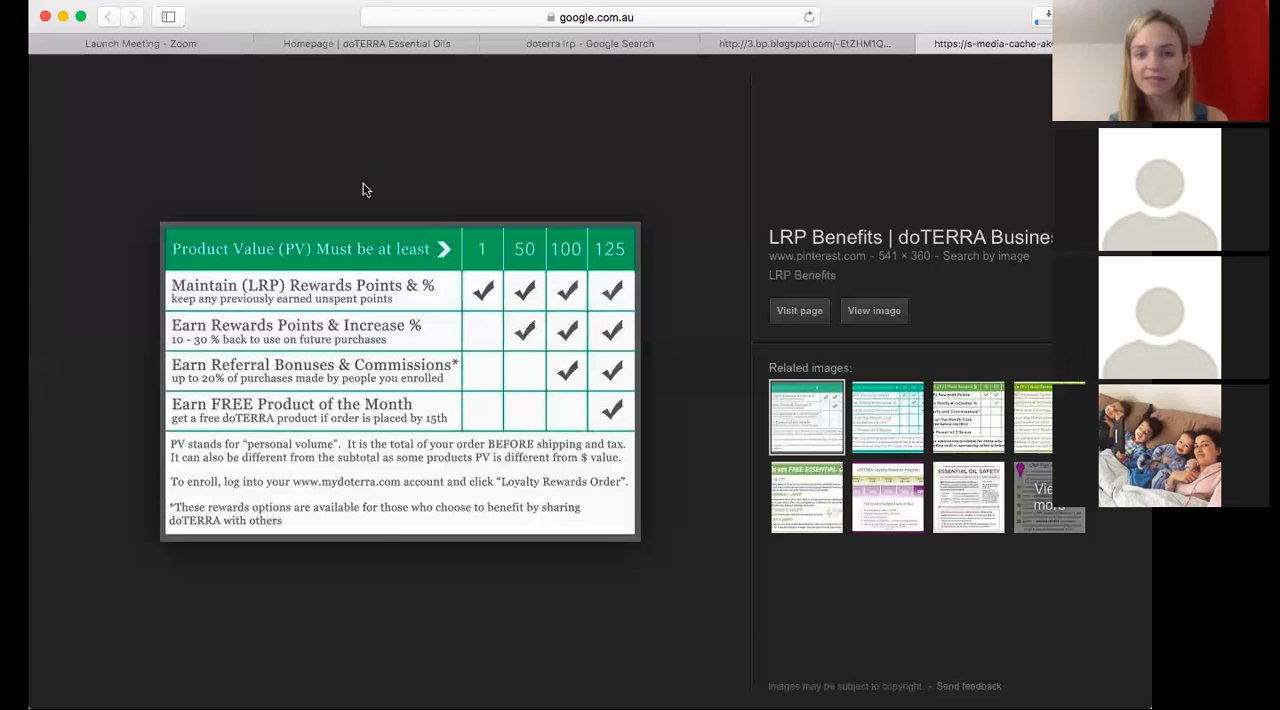 google.com.au
Launch Meeting - Zoom
Homepage | doTERRA Essential Oils
doterra lrp - Google Search
http://3.bp.blogspot.com/-EtZHM1Q...
https://s-media-cache-ak
Product Value (PV) Must be at least 1 50 100 125
Maintain (LRP) Rewards Points & %
keep any previously earned unspent points
Earn Rewards Points & Increase %
10 - 30 % back to use on future purchases
Earn Referral Bonuses & Commissions*
up to 20% of purchases made by people you enrolled
Earn FREE Product of the Month
get a free doTERRA product if order is placed by 15th
PV stands for "personal volume". It is the total of your order BEFORE shipping and tax.
It can also be different from the subtotal as some products PV is different from $ value.
To enroll, log into your www.mydoterra.com account and click "Loyalty Rewards Order".
*These rewards options are available for those who choose to benefit by sharing
doTERRA with others
LRP Benefits | doTERRA Busine
www.pinterest.com - 541 × 360 - Search by image
LRP Benefits
Visit page
View image
Related images:
ESSENTIAL OIL SAFETY
Images may be subject to copyright. - Send feedback